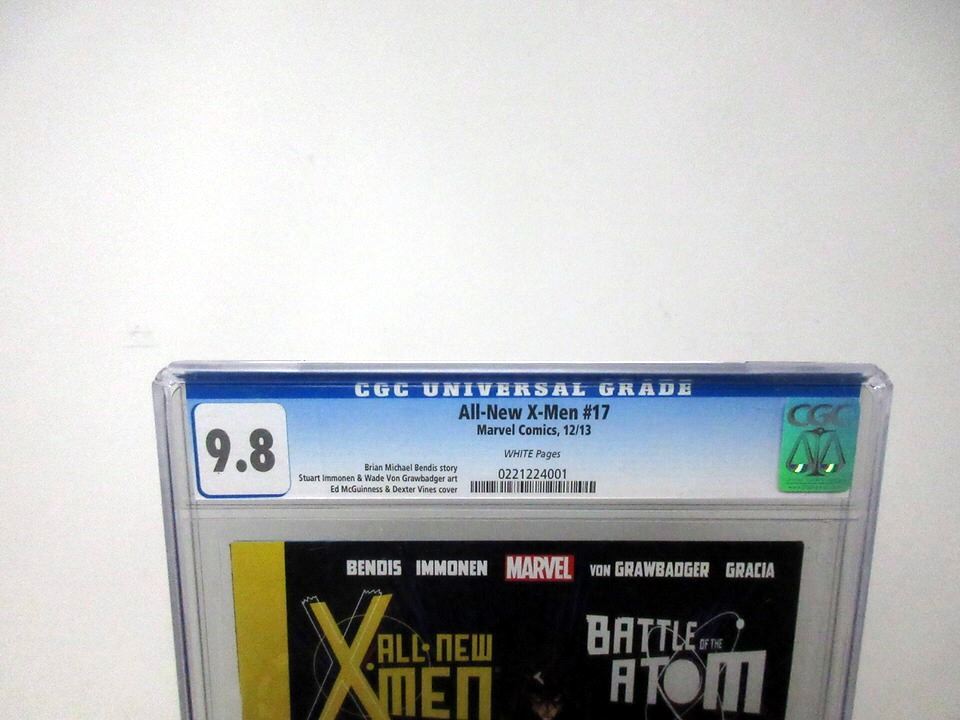 CGC UNIVERSAL GRADE
9.8
All-New X-Men #17
Marvel Comics, 12/13
WHITE Pages
Brian Michael Bendis story
Stuart Immonen & Wade Von Grawbadger art
Ed McGuinness & Dexter Vines cover
0221224001
CGC
BENDIS IMMONEN MARVEL VON GRAWBADGER GRACIA
ALL-NEW
X-MEN
BATTLE OF THE
ATOM